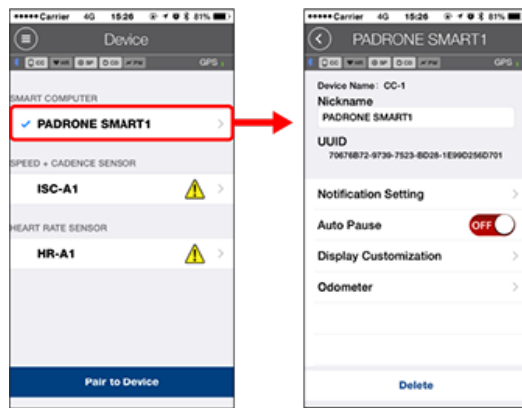 Carrier 4G 15:26 81%
Device
GPS
SMART COMPUTER
PADRONE SMART1
SPEED + CADENCE SENSOR
ISC-A1
HEART RATE SENSOR
HR-A1
Pair to Device
Carrier 4G 15:26 81%
PADRONE SMART1
GPS
Device Name: CC-1
Nickname
PADRONE SMART1
UUID
70676B72-9739-7523-BD28-1E99D256D701
Notification Setting
Auto Pause OFF
Display Customization
Odometer
Delete